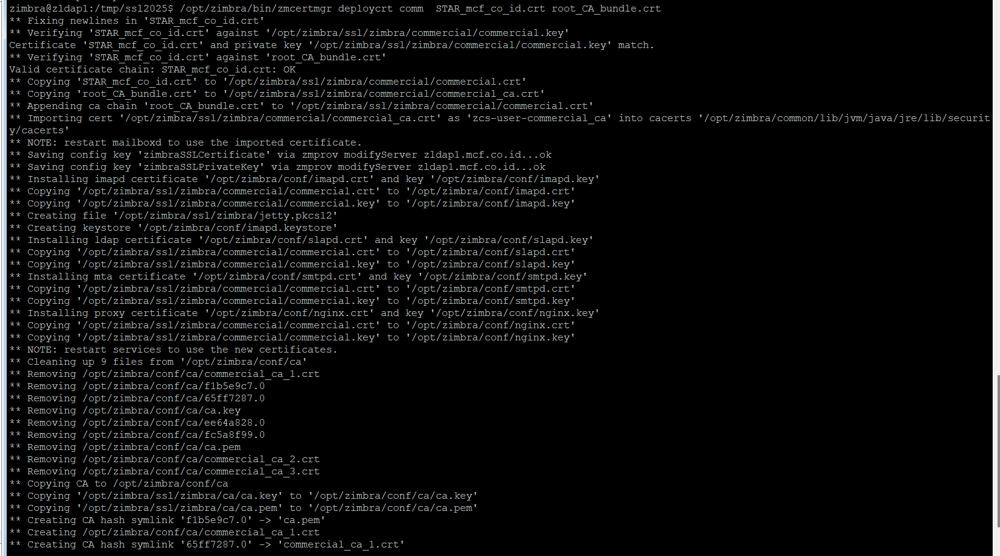 zimbra@zldap1:/tmp/ssl2025$ /opt/zimbra/bin/zmcertmgr deploycrt comm  STAR_mcf_co_id.crt root_CA_bundle.crt
** Fixing newlines in 'STAR_mcf_co_id.crt'
** Verifying 'STAR_mcf_co_id.crt' against '/opt/zimbra/ssl/zimbra/commercial/commercial.key'
Certificate 'STAR_mcf_co_id.crt' and private key '/opt/zimbra/ssl/zimbra/commercial/commercial.key' match.
** Verifying 'STAR_mcf_co_id.crt' against 'root_CA_bundle.crt'
Valid certificate chain: STAR_mcf_co_id.crt: OK
** Copying 'STAR_mcf_co_id.crt' to '/opt/zimbra/ssl/zimbra/commercial/commercial.crt'
** Copying 'root_CA_bundle.crt' to '/opt/zimbra/ssl/zimbra/commercial/commercial_ca.crt'
** Appending ca chain 'root_CA_bundle.crt' to '/opt/zimbra/ssl/zimbra/commercial/commercial.crt'
** Importing cert '/opt/zimbra/ssl/zimbra/commercial/commercial_ca.crt' as 'zcs-user-commercial_ca' into cacerts '/opt/zimbra/common/lib/jvm/java/jre/lib/securit
y/cacerts'
** NOTE: restart mailboxd to use the imported certificate.
** Saving config key 'zimbraSSLCertificate' via zmprov modifyServer zldap1.mcf.co.id...ok
** Saving config key 'zimbraSSLPrivateKey' via zmprov modifyServer zldap1.mcf.co.id...ok
** Installing imapd certificate '/opt/zimbra/conf/imapd.crt' and key '/opt/zimbra/conf/imapd.key'
** Copying '/opt/zimbra/ssl/zimbra/commercial/commercial.crt' to '/opt/zimbra/conf/imapd.crt'
** Copying '/opt/zimbra/ssl/zimbra/commercial/commercial.key' to '/opt/zimbra/conf/imapd.key'
** Creating file '/opt/zimbra/ssl/zimbra/jetty.pkcs12'
** Creating keystore '/opt/zimbra/conf/imapd.keystore'
** Installing ldap certificate '/opt/zimbra/conf/slapd.crt' and key '/opt/zimbra/conf/slapd.key'
** Copying '/opt/zimbra/ssl/zimbra/commercial/commercial.crt' to '/opt/zimbra/conf/slapd.crt'
** Copying '/opt/zimbra/ssl/zimbra/commercial/commercial.key' to '/opt/zimbra/conf/slapd.key'
** Installing mta certificate '/opt/zimbra/conf/smtpd.crt' and key '/opt/zimbra/conf/smtpd.key'
** Copying '/opt/zimbra/ssl/zimbra/commercial/commercial.crt' to '/opt/zimbra/conf/smtpd.crt'
** Copying '/opt/zimbra/ssl/zimbra/commercial/commercial.key' to '/opt/zimbra/conf/smtpd.key'
** Installing proxy certificate '/opt/zimbra/conf/nginx.crt' and key '/opt/zimbra/conf/nginx.key'
** Copying '/opt/zimbra/ssl/zimbra/commercial/commercial.crt' to '/opt/zimbra/conf/nginx.crt'
** Copying '/opt/zimbra/ssl/zimbra/commercial/commercial.key' to '/opt/zimbra/conf/nginx.key'
** NOTE: restart services to use the new certificates.
** Cleaning up 9 files from '/opt/zimbra/conf/ca'
** Removing /opt/zimbra/conf/ca/commercial_ca_1.crt
** Removing /opt/zimbra/conf/ca/f1b5e9c7.0
** Removing /opt/zimbra/conf/ca/65ff7287.0
** Removing /opt/zimbra/conf/ca/ca.key
** Removing /opt/zimbra/conf/ca/ee64a828.0
** Removing /opt/zimbra/conf/ca/fc5a8f99.0
** Removing /opt/zimbra/conf/ca/ca.pem
** Removing /opt/zimbra/conf/ca/commercial_ca_2.crt
** Removing /opt/zimbra/conf/ca/commercial_ca_3.crt
** Copying CA to /opt/zimbra/conf/ca
** Copying '/opt/zimbra/ssl/zimbra/ca/ca.key' to '/opt/zimbra/conf/ca/ca.key'
** Copying '/opt/zimbra/ssl/zimbra/ca/ca.pem' to '/opt/zimbra/conf/ca/ca.pem'
** Creating CA hash symlink 'f1b5e9c7.0' -> 'ca.pem'
** Creating /opt/zimbra/conf/ca/commercial_ca_1.crt
** Creating CA hash symlink '65ff7287.0' -> 'commercial_ca_1.crt'